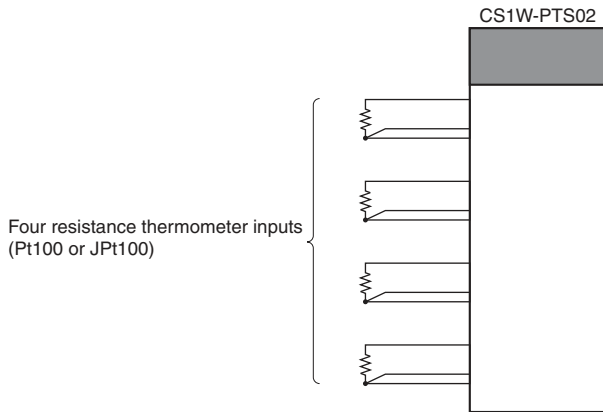 CS1W-PTS02
Four resistance thermometer inputs
(Pt100 or JPt100)